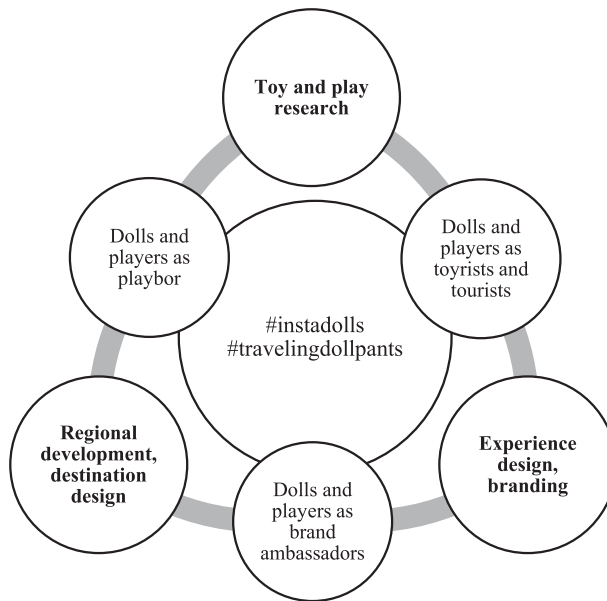 Toy and play
research
Dolls and
players as
playbor
Dolls and
players as
toyrists and
tourists
#instadolls
#travelingdollpants
Regional
development,
destination
design
Experience
design,
branding
Dolls and
players as
brand
ambassadors